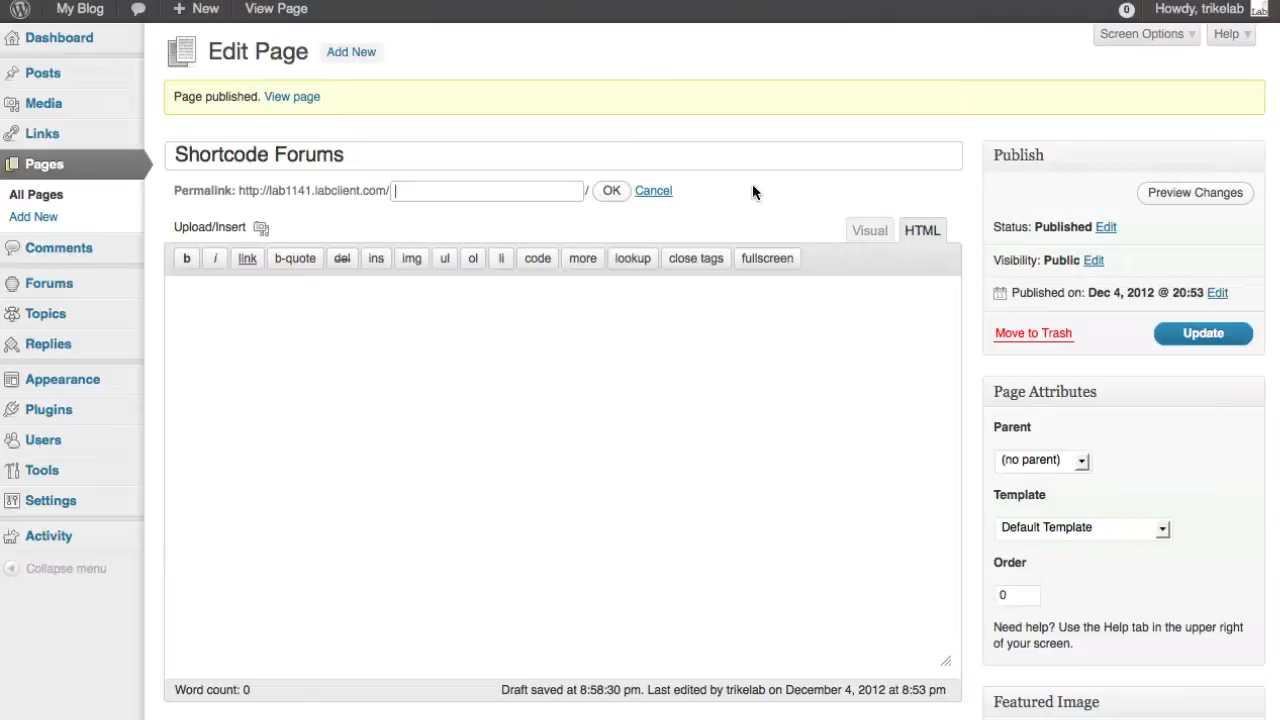 My Blog + New View Page 0 Howdy, trikelab Lab
Dashboard
Posts
Media
Links
Pages
All Pages
Add New
Comments
Forums
Topics
Replies
Appearance
Plugins
Users
Tools
Settings
Activity
Collapse menu
Screen Options Help
Edit Page Add New
Page published. View page
Shortcode Forums
Permalink: http://lab1141.labclient.com/ / OK Cancel
Upload/Insert Visual HTML
b i link b-quote del ins img ul ol li code more lookup close tags fullscreen
Word count: 0 Draft saved at 8:58:30 pm. Last edited by trikelab on December 4, 2012 at 8:53 pm
Publish
Preview Changes
Status: Published Edit
Visibility: Public Edit
Published on: Dec 4, 2012 @ 20:53 Edit
Move to Trash Update
Page Attributes
Parent
(no parent)
Template
Default Template
Order
0
Need help? Use the Help tab in the upper right
of your screen.
Featured Image